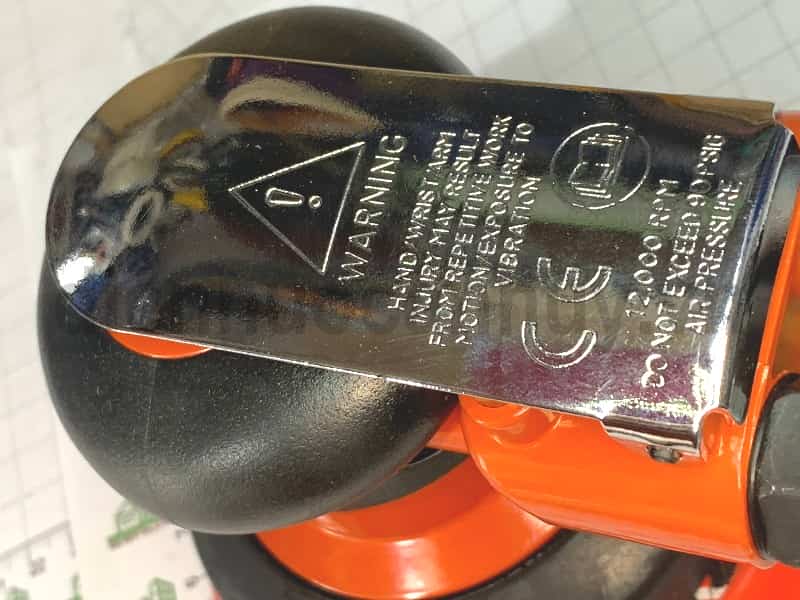 WARNING
HAND/WRIST/ARM
INJURY MAY RESULT
FROM REPETITIVE WORK
MOTION/EXPOSURE TO
VIBRATION
CE
12,000 RPM
DO NOT EXCEED 90 PSIG
AIR PRESSURE